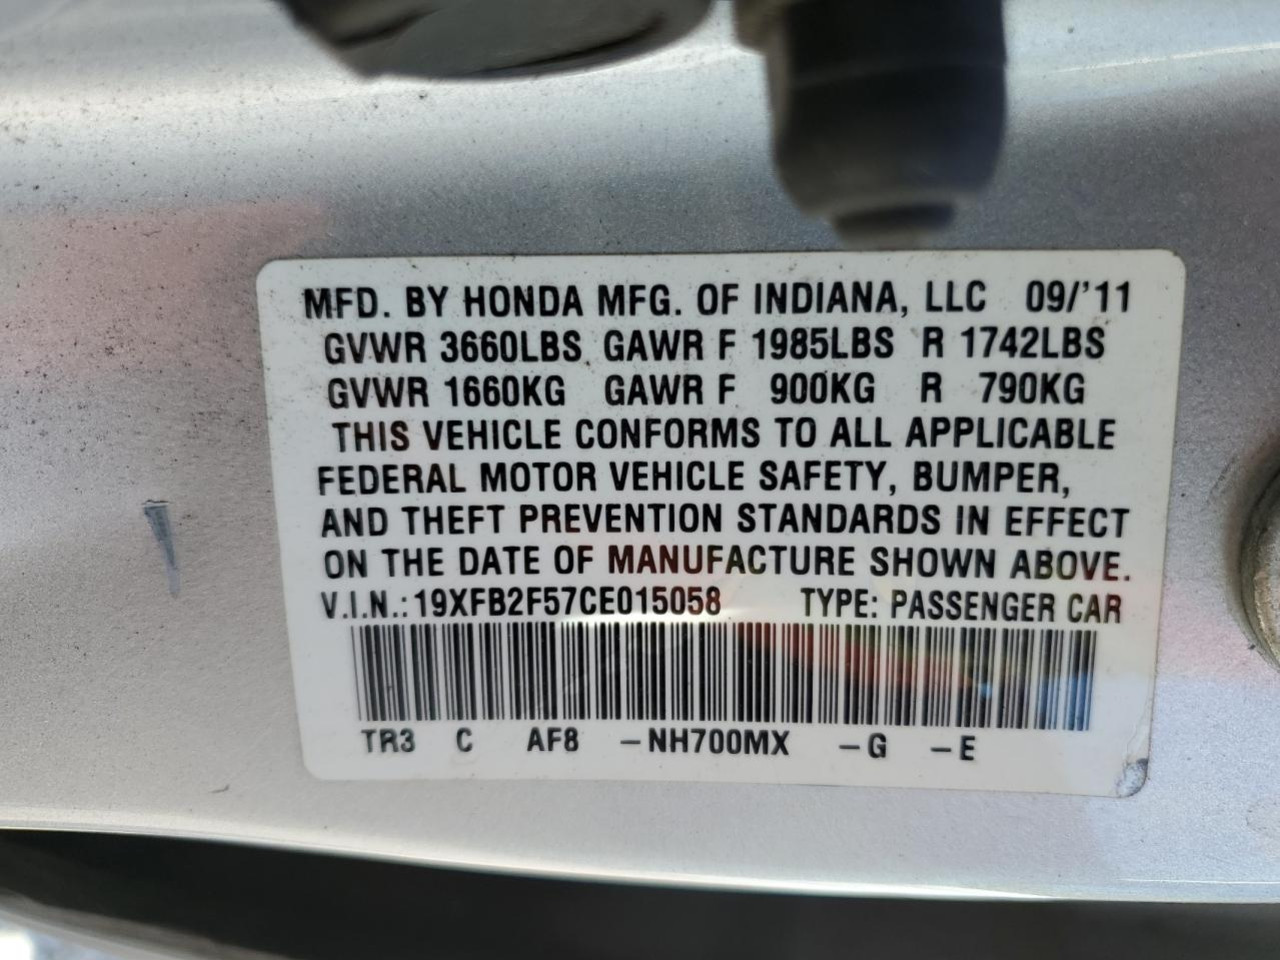 MFD. BY HONDA MFG. OF INDIANA, LLC 09/'11
GVWR 3660LBS GAWR F 1985LBS R 1742LBS
GVWR 1660KG GAWR F 900KG R 790KG
THIS VEHICLE CONFORMS TO ALL APPLICABLE
FEDERAL MOTOR VEHICLE SAFETY, BUMPER,
AND THEFT PREVENTION STANDARDS IN EFFECT
ON THE DATE OF MANUFACTURE SHOWN ABOVE.
V.I.N.: 19XFB2F57CE015058 TYPE: PASSENGER CAR
TR3 C AF8 -NH700MX -G -E